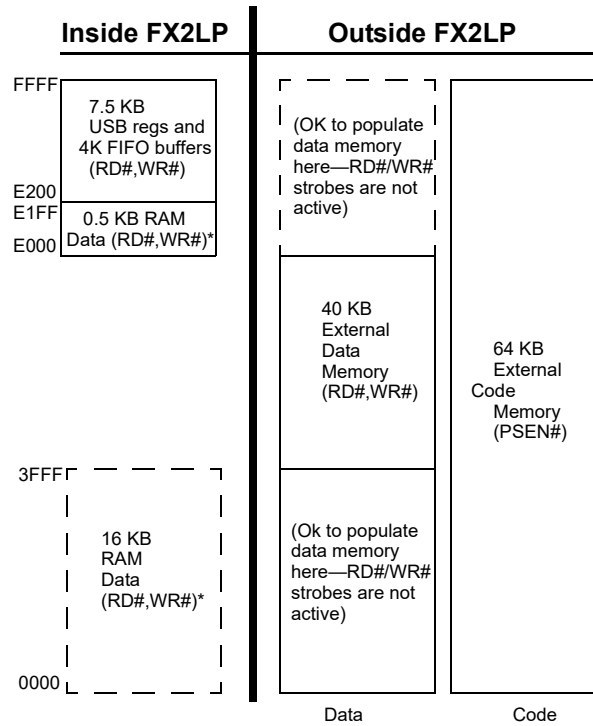 Inside FX2LP
Outside FX2LP
FFFF
7.5 KB
USB regs and
4K FIFO buffers
(RD#,WR#)
E200
E1FF
0.5 KB RAM
Data (RD#,WR#)*
E000
(OK to populate
data memory
here—RD#/WR#
strobes are not
active)
40 KB
External
Data
Memory
(RD#,WR#)
64 KB
External
Code
Memory
(PSEN#)
3FFF
16 KB
RAM
Data
(RD#,WR#)*
(Ok to populate
data memory
here—RD#/WR#
strobes are not
active)
0000
Data
Code